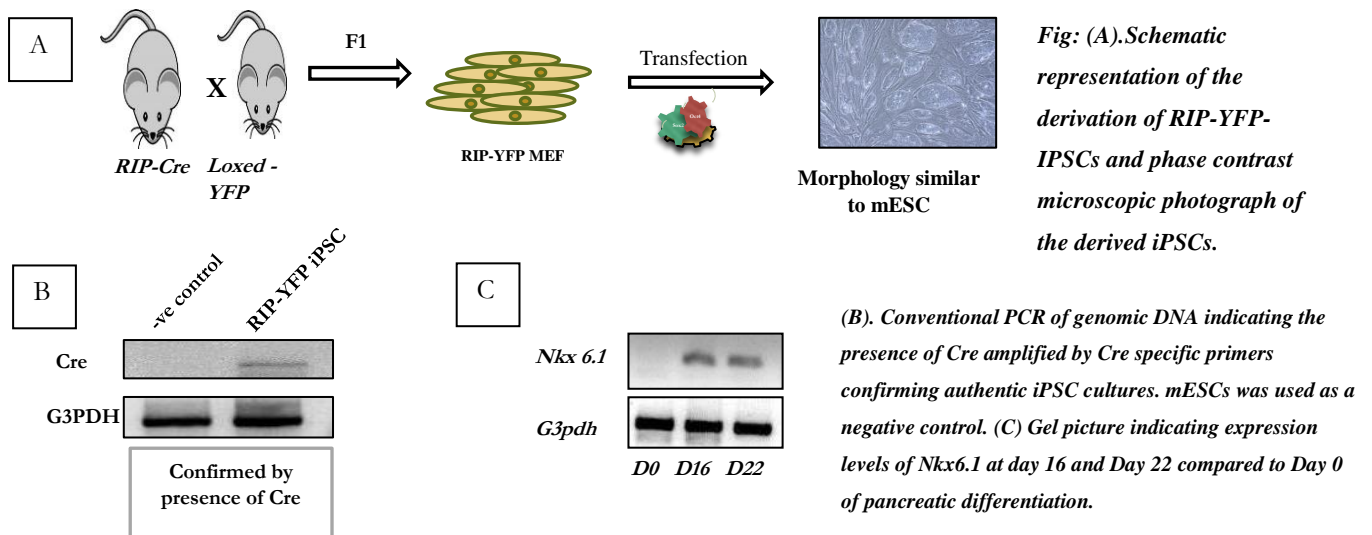 A
RIP-Cre
X
Loxed -
YFP
F1
RIP-YFP MEF
Transfection
Morphology similar
to mESC
Fig: (A).Schematic
representation of the
derivation of RIP-YFP-
IPSCs and phase contrast
microscopic photograph of
the derived iPSCs.
B
-ve control
RIP-YFP iPSC
Cre
G3PDH
Confirmed by
presence of Cre
C
Nkx 6.1
G3pdh
D0 D16 D22
(B). Conventional PCR of genomic DNA indicating the
presence of Cre amplified by Cre specific primers
confirming authentic iPSC cultures. mESCs was used as a
negative control. (C) Gel picture indicating expression
levels of Nkx6.1 at day 16 and Day 22 compared to Day 0
of pancreatic differentiation.